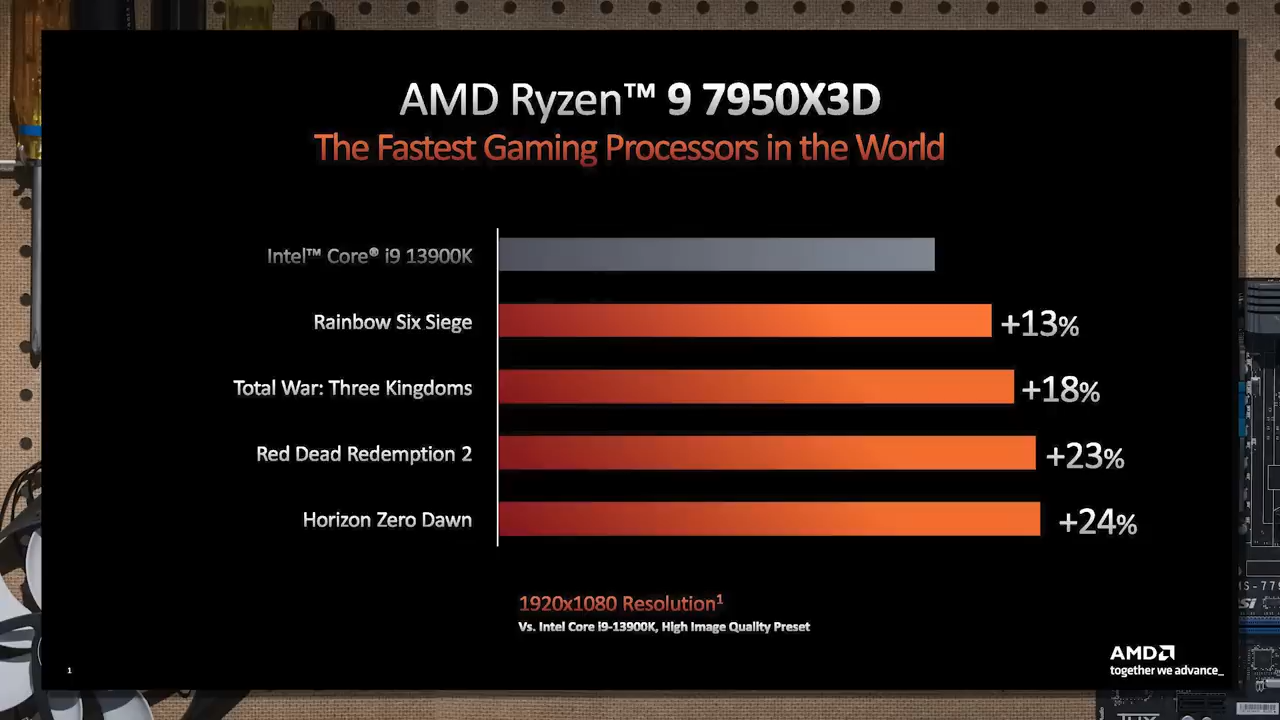 AMD Ryzen™ 9 7950X3D
The Fastest Gaming Processors in the World
Intel™ Core® i9 13900K
Rainbow Six Siege +13%
Total War: Three Kingdoms +18%
Red Dead Redemption 2 +23%
Horizon Zero Dawn +24%
1920x1080 Resolution¹
Vs. Intel Core i9-13900K, High Image Quality Preset
1
AMD
together we advance_